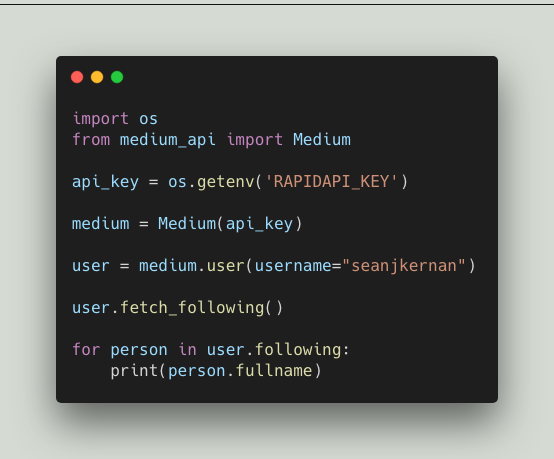 import os
from medium_api import Medium
api_key = os.getenv('RAPIDAPI_KEY')
medium = Medium(api_key)
user = medium.user(username="seanjkernan")
user.fetch_following()
for person in user.following:
    print(person.fullname)